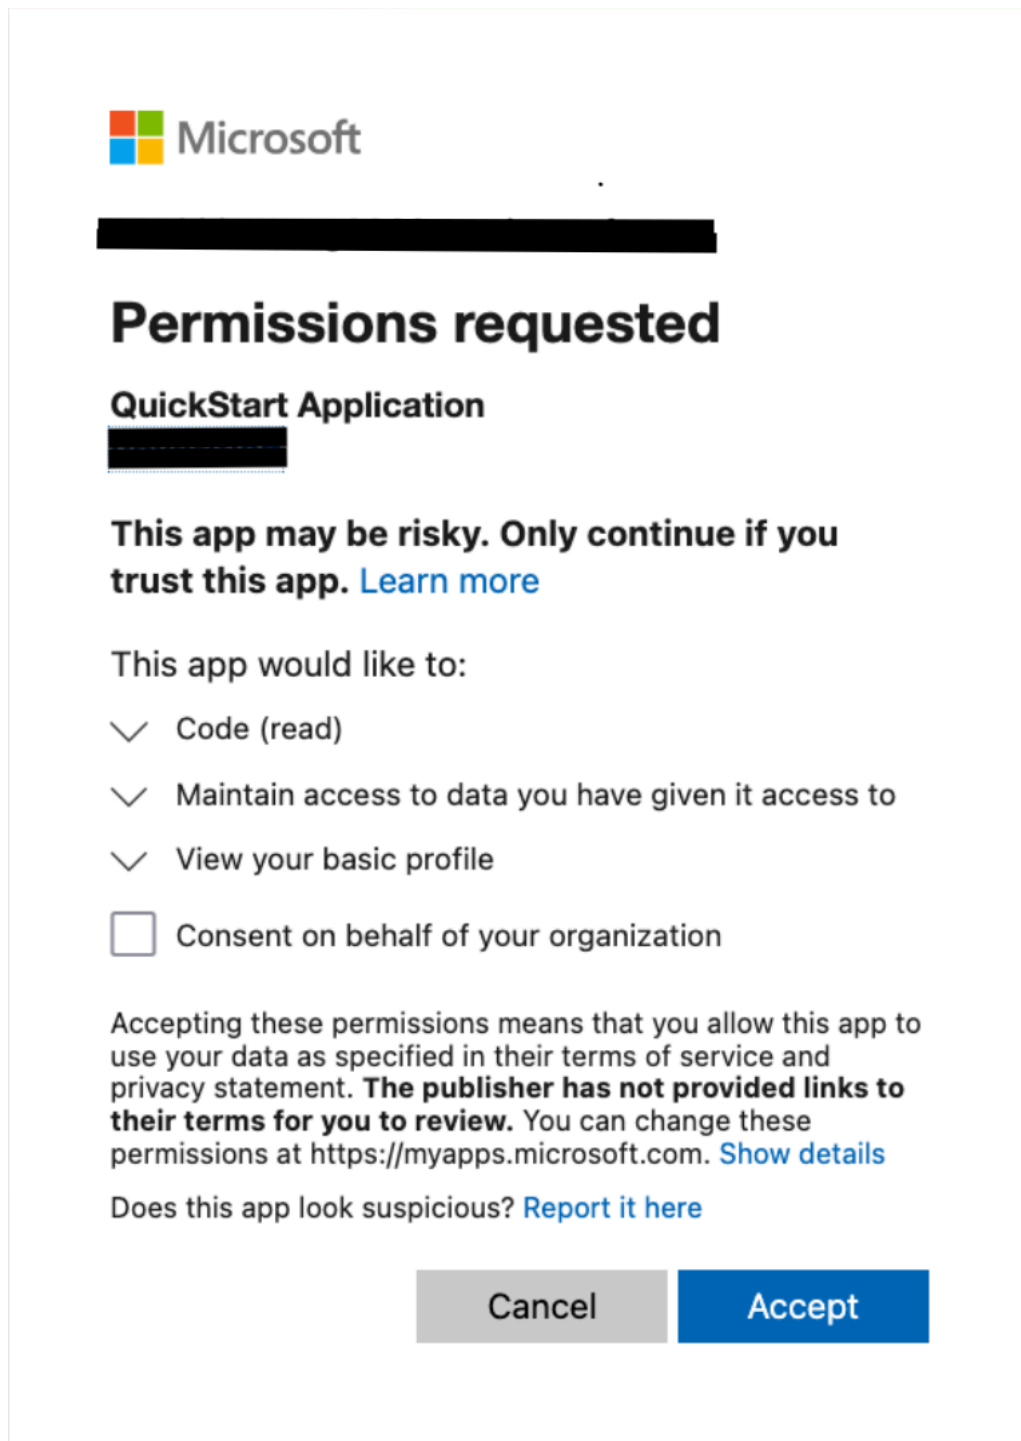 Microsoft
Permissions requested
QuickStart Application
This app may be risky. Only continue if you
trust this app. Learn more
This app would like to:
Code (read)
Maintain access to data you have given it access to
View your basic profile
Consent on behalf of your organization
Accepting these permissions means that you allow this app to
use your data as specified in their terms of service and
privacy statement. The publisher has not provided links to
their terms for you to review. You can change these
permissions at https://myapps.microsoft.com. Show details
Does this app look suspicious? Report it here
Cancel Accept